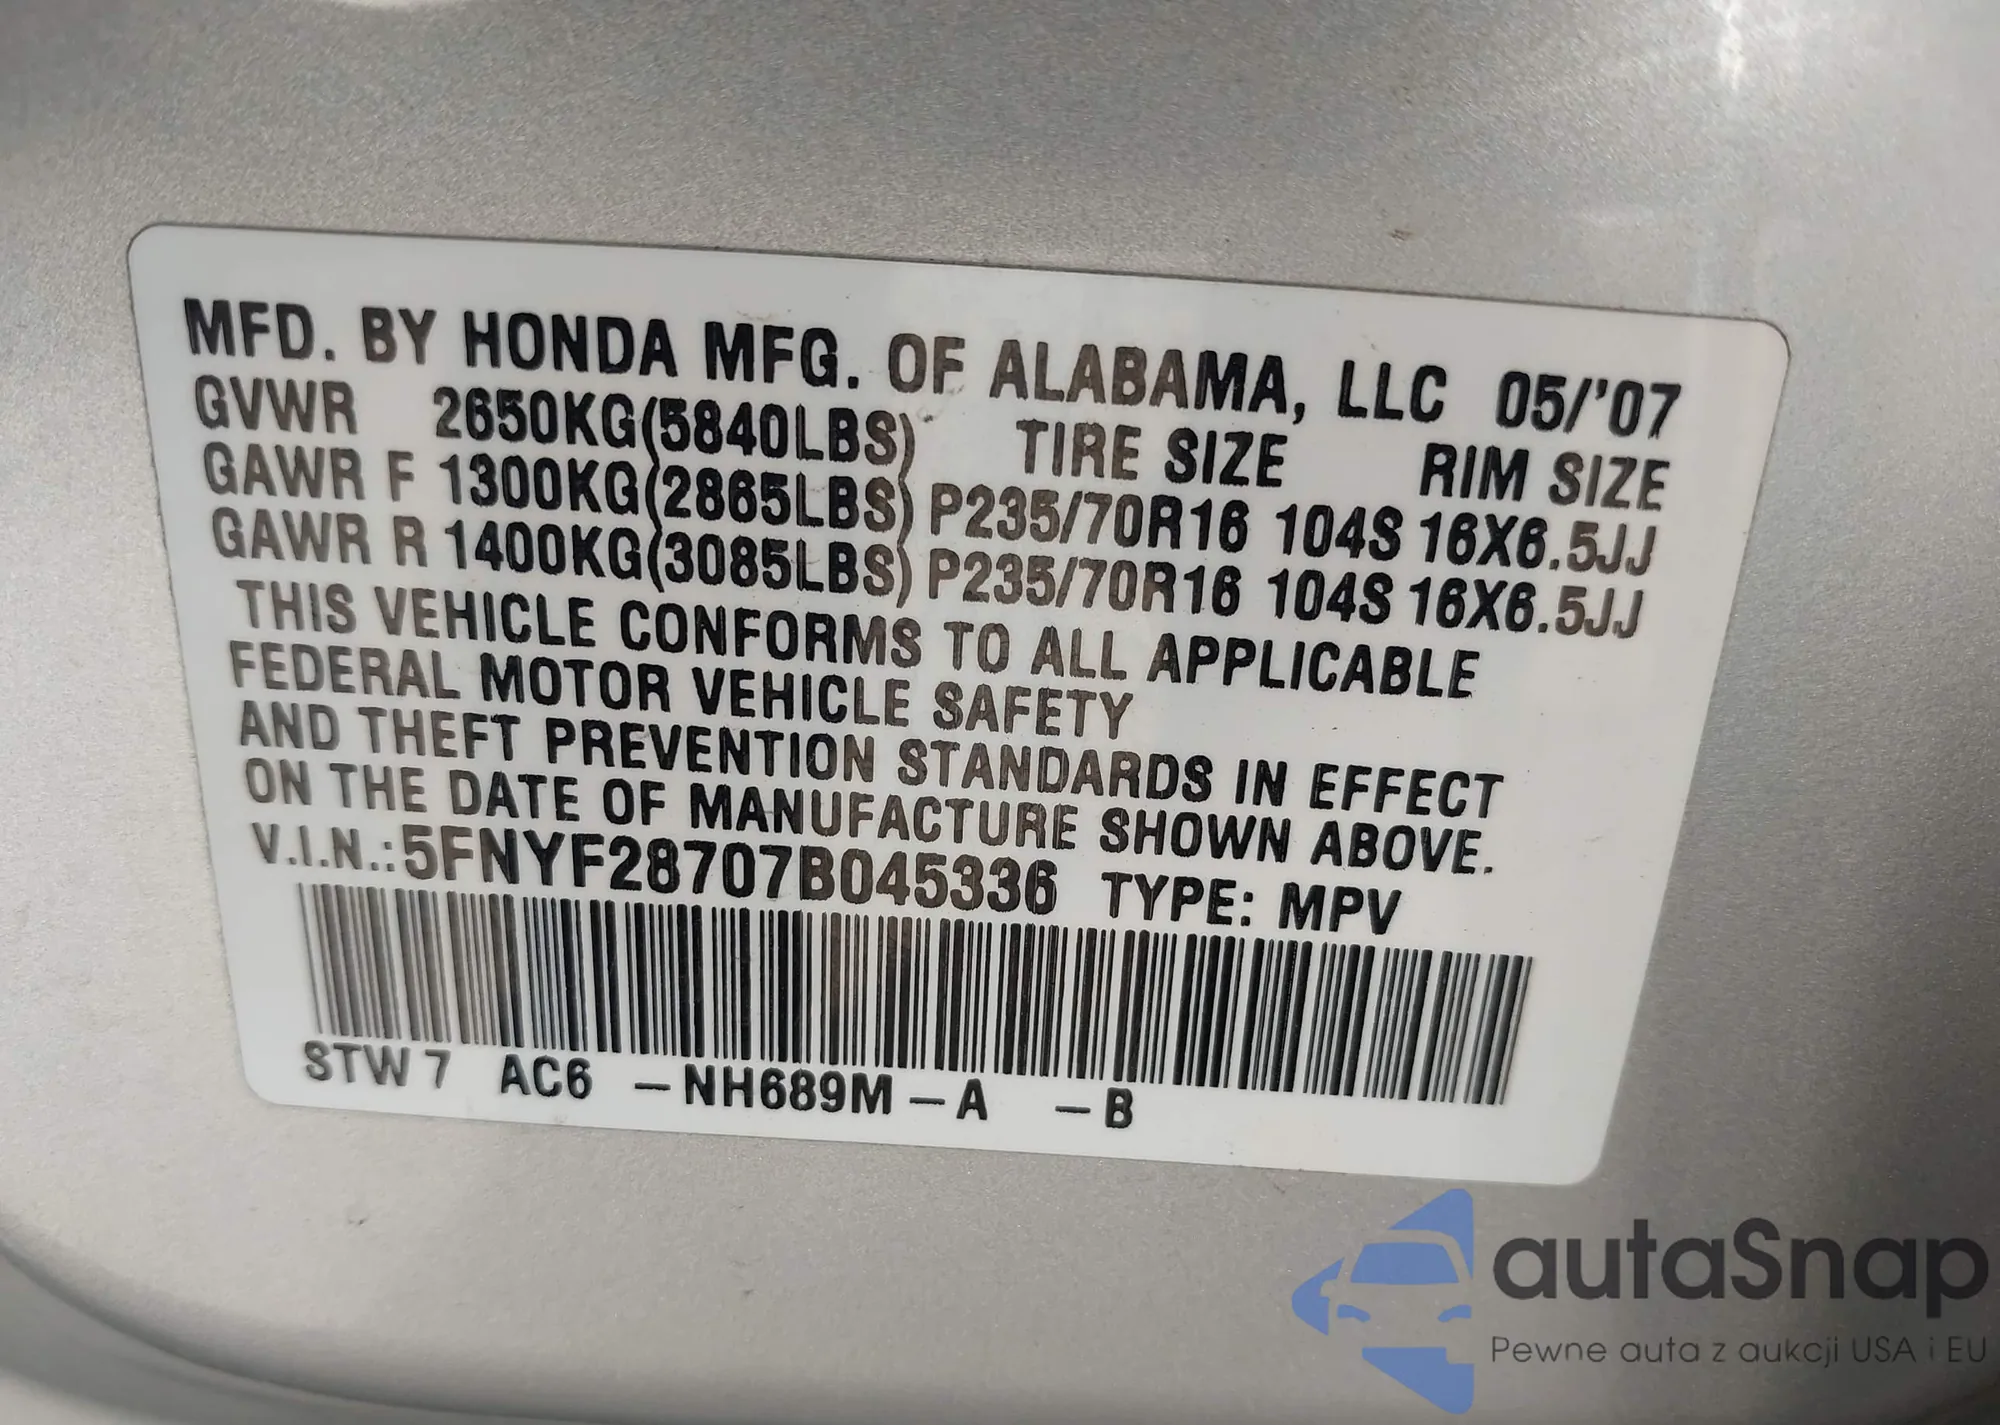 MFD. BY HONDA MFG. OF ALABAMA, LLC 05/'07
GVWR 2650KG(5840LBS) TIRE SIZE RIM SIZE
GAWR F 1300KG(2865LBS) P235/70R16 104S 16X6.5JJ
GAWR R 1400KG(3085LBS) P235/70R16 104S 16X6.5JJ
THIS VEHICLE CONFORMS TO ALL APPLICABLE
FEDERAL MOTOR VEHICLE SAFETY
AND THEFT PREVENTION STANDARDS IN EFFECT
ON THE DATE OF MANUFACTURE SHOWN ABOVE.
V.I.N.:5FNYF28707B045336 TYPE: MPV
STW7 AC6 –NH689M–A –B
autaSnap
Pewne auta z aukcji USA i EU